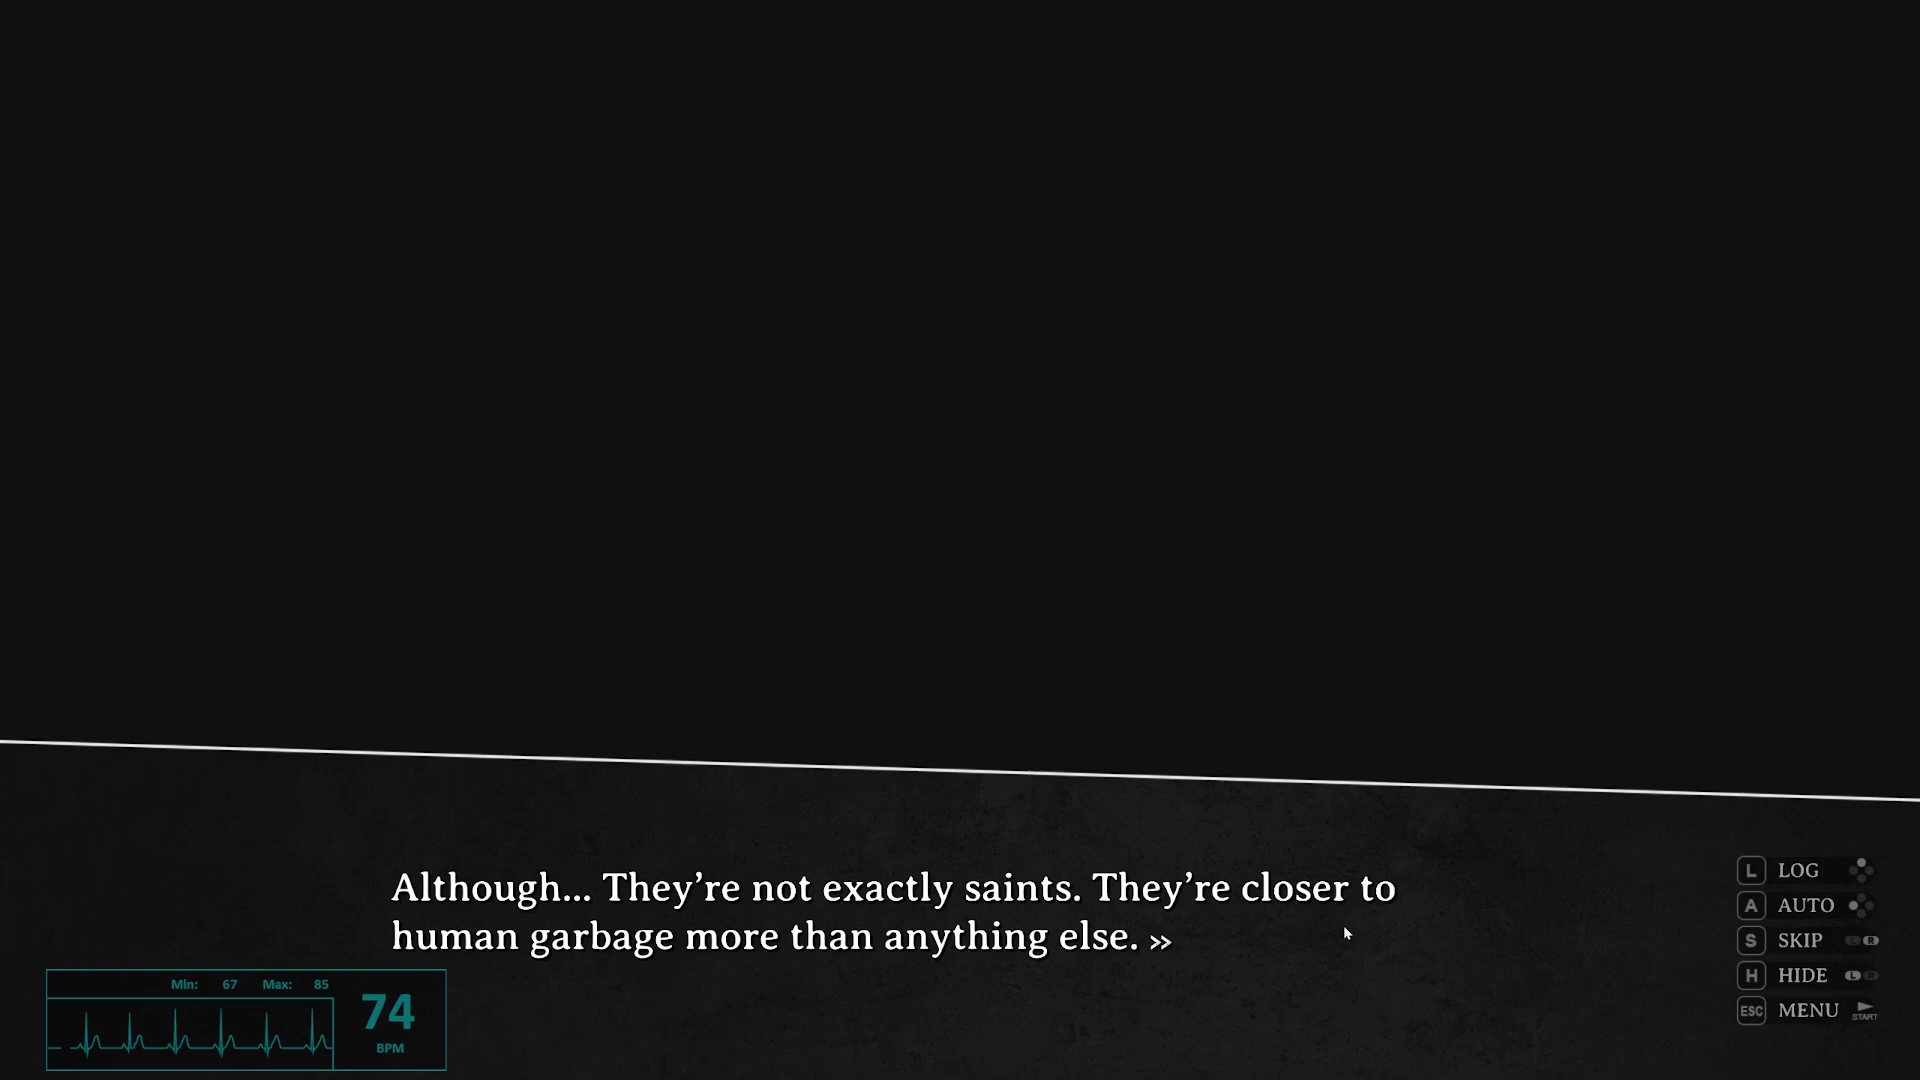 Although... They’re not exactly saints. They’re closer to
human garbage more than anything else. »
L LOG
A AUTO
S SKIP L R
H HIDE L R
ESC MENU START
Min: 67 Max: 85
74
BPM